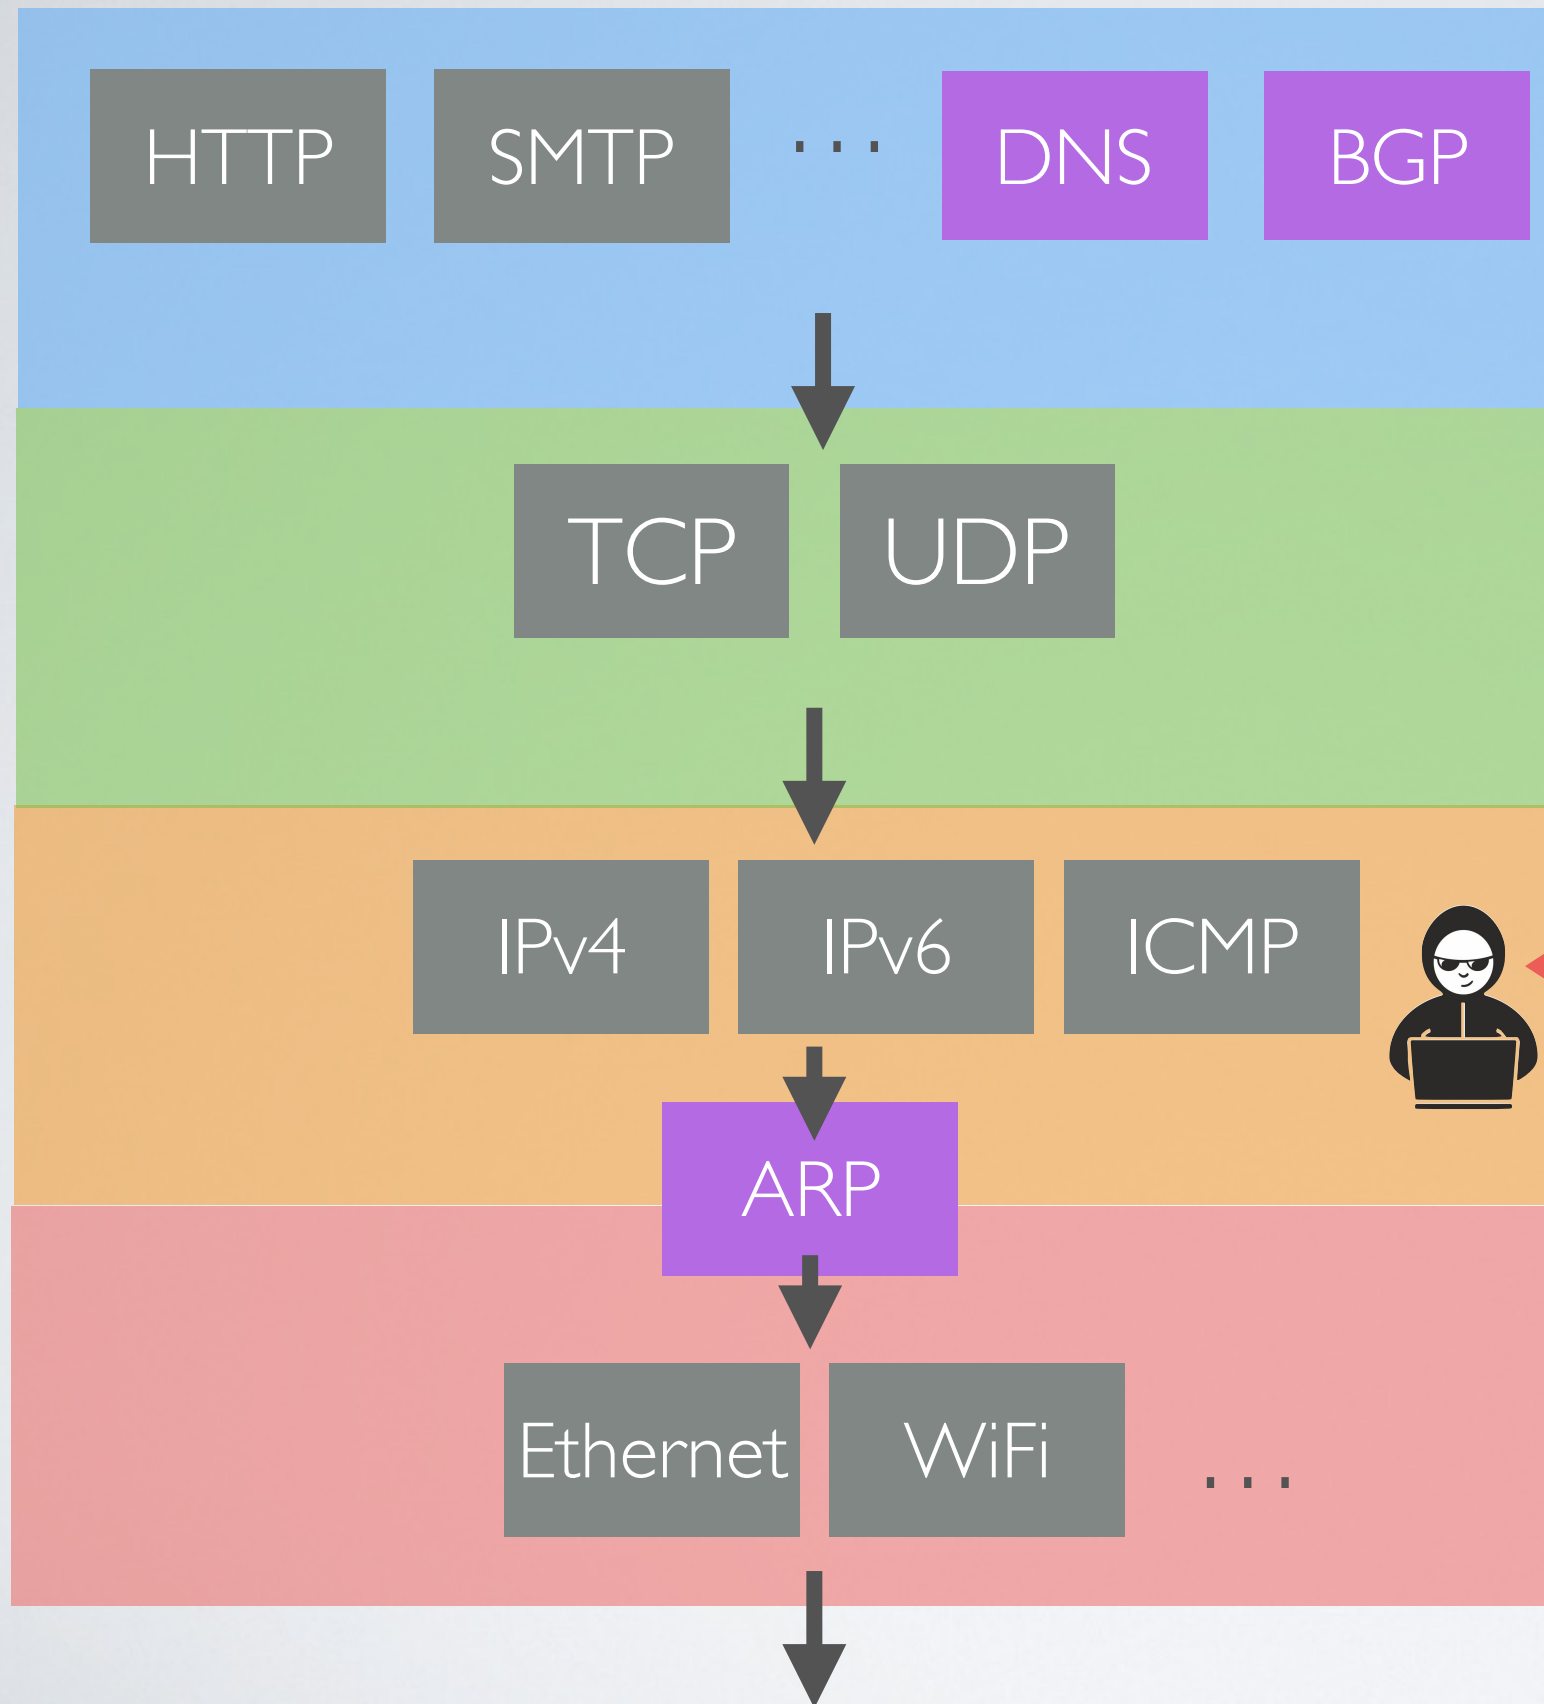 HTTP SMTP ... DNS BGP
TCP UDP
IPv4 IPv6 ICMP
ARP
Ethernet WiFi ...